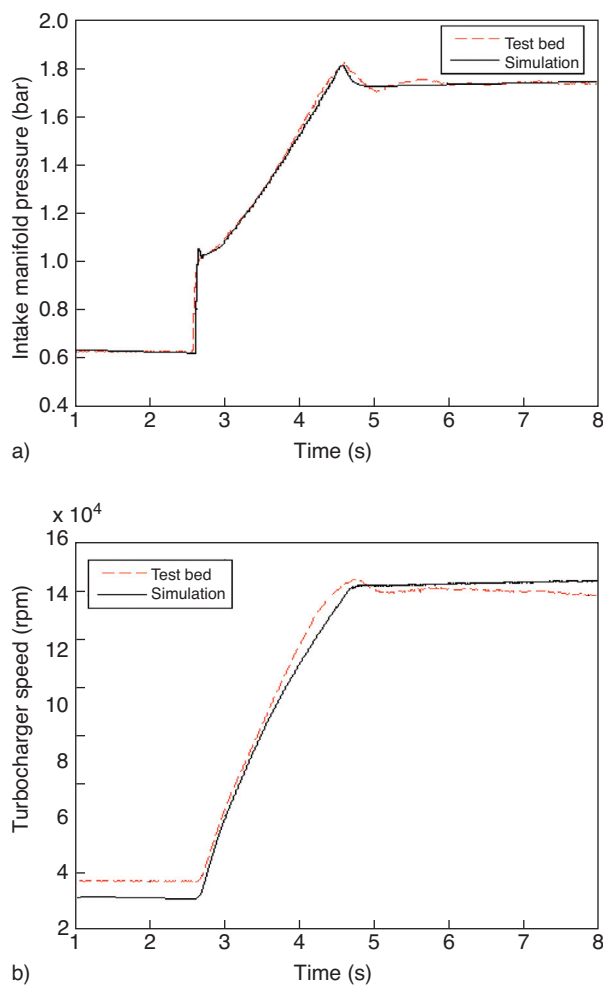 2.0
1.8
1.6
1.4
1.2
1.0
0.8
0.6
0.4
Intake manifold pressure (bar)
Test bed
Simulation
1 2 3 4 5 6 7 8
Time (s)
a)
x 10⁴
16
14
12
10
8
6
4
2
Turbocharger speed (rpm)
Test bed
Simulation
1 2 3 4 5 6 7 8
Time (s)
b)